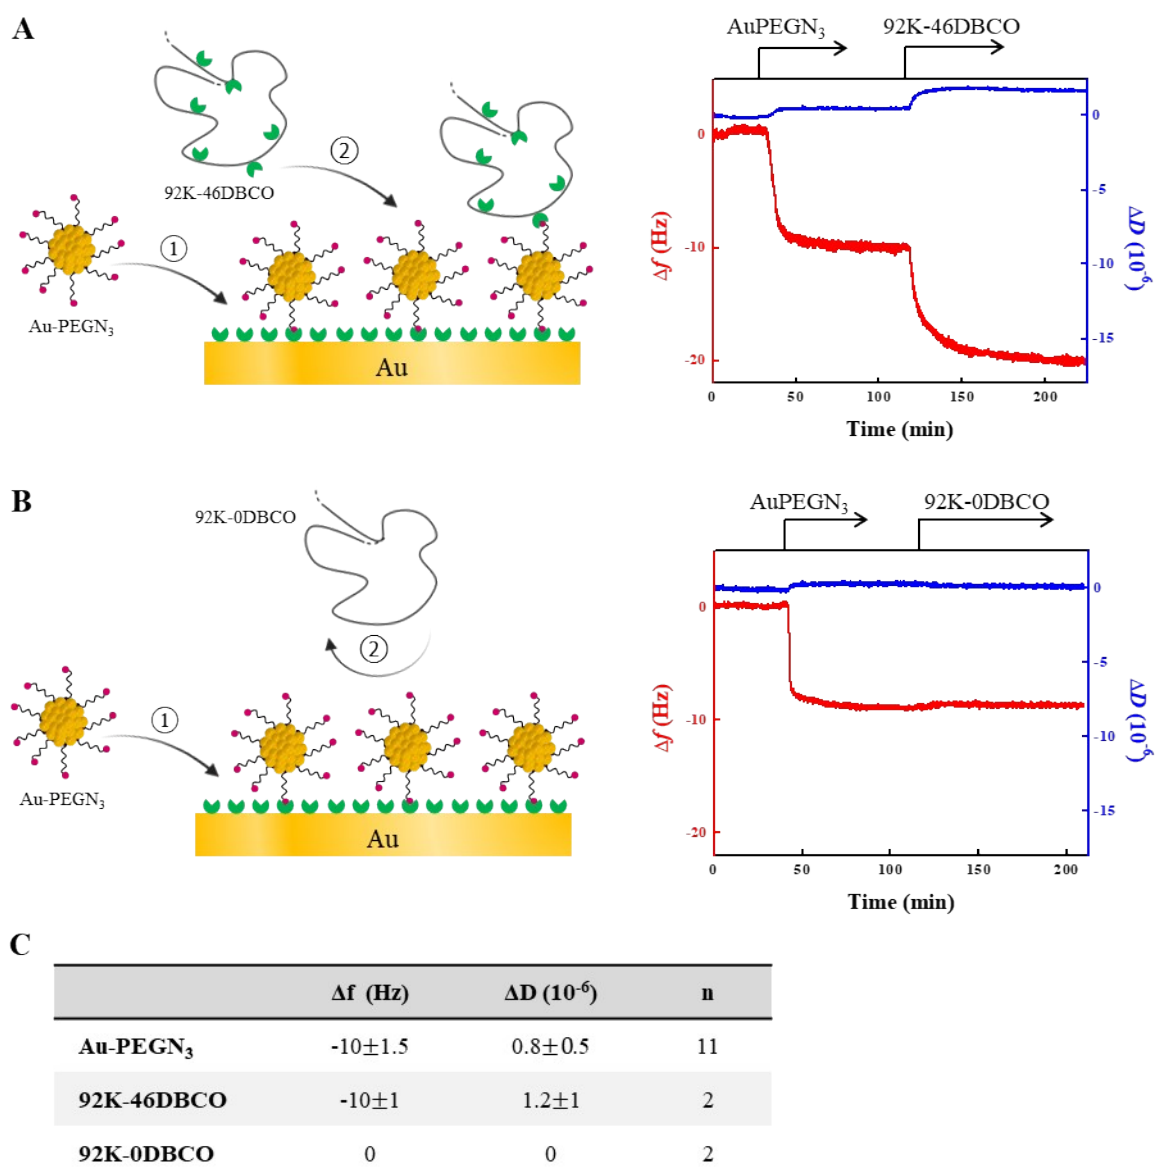 A
92K-46DBCO
②
Au-PEGN3
①
Au
AuPEGN3
92K-46DBCO
0
-10
-20
Δf (Hz)
0
-5
-10
-15
ΔD (10-6)
0
50
100
150
200
Time (min)
B
92K-0DBCO
②
Au-PEGN3
①
Au
AuPEGN3
92K-0DBCO
0
-10
-20
Δf (Hz)
0
-5
-10
-15
ΔD (10-6)
0
50
100
150
200
Time (min)
C
Δf (Hz) ΔD (10-6) n
Au-PEGN3 -10±1.5 0.8±0.5 11
92K-46DBCO -10±1 1.2±1 2
92K-0DBCO 0 0 2